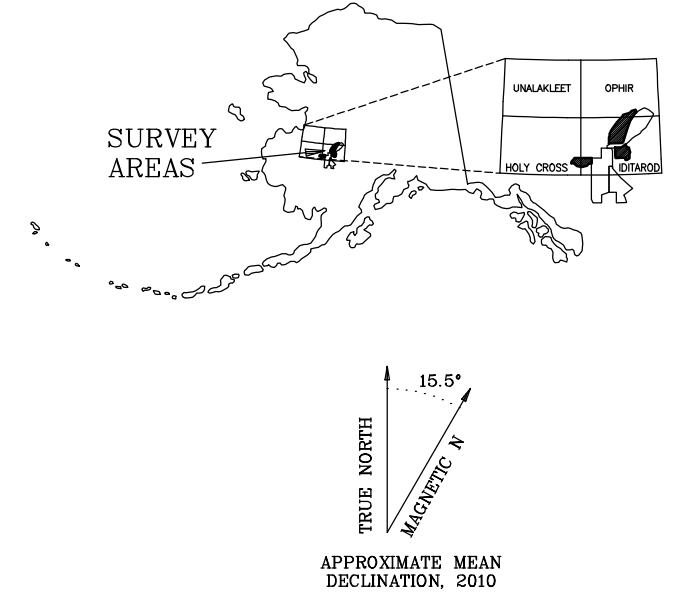 UNALAKLEET
OPHIR
SURVEY
AREAS
HOLY CROSS
IDITAROD
15.5°
TRUE NORTH
MAGNETIC N
APPROXIMATE MEAN
DECLINATION, 2010